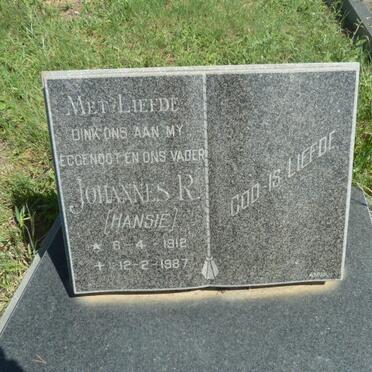 MET LIEFDE
DINK ONS AAN MY
EGGENOOT EN ONS VADER
JOHANNES R.
(HANSIE)
* 6-4-1912
+ 12-2-1987
GOD IS LIEFDE